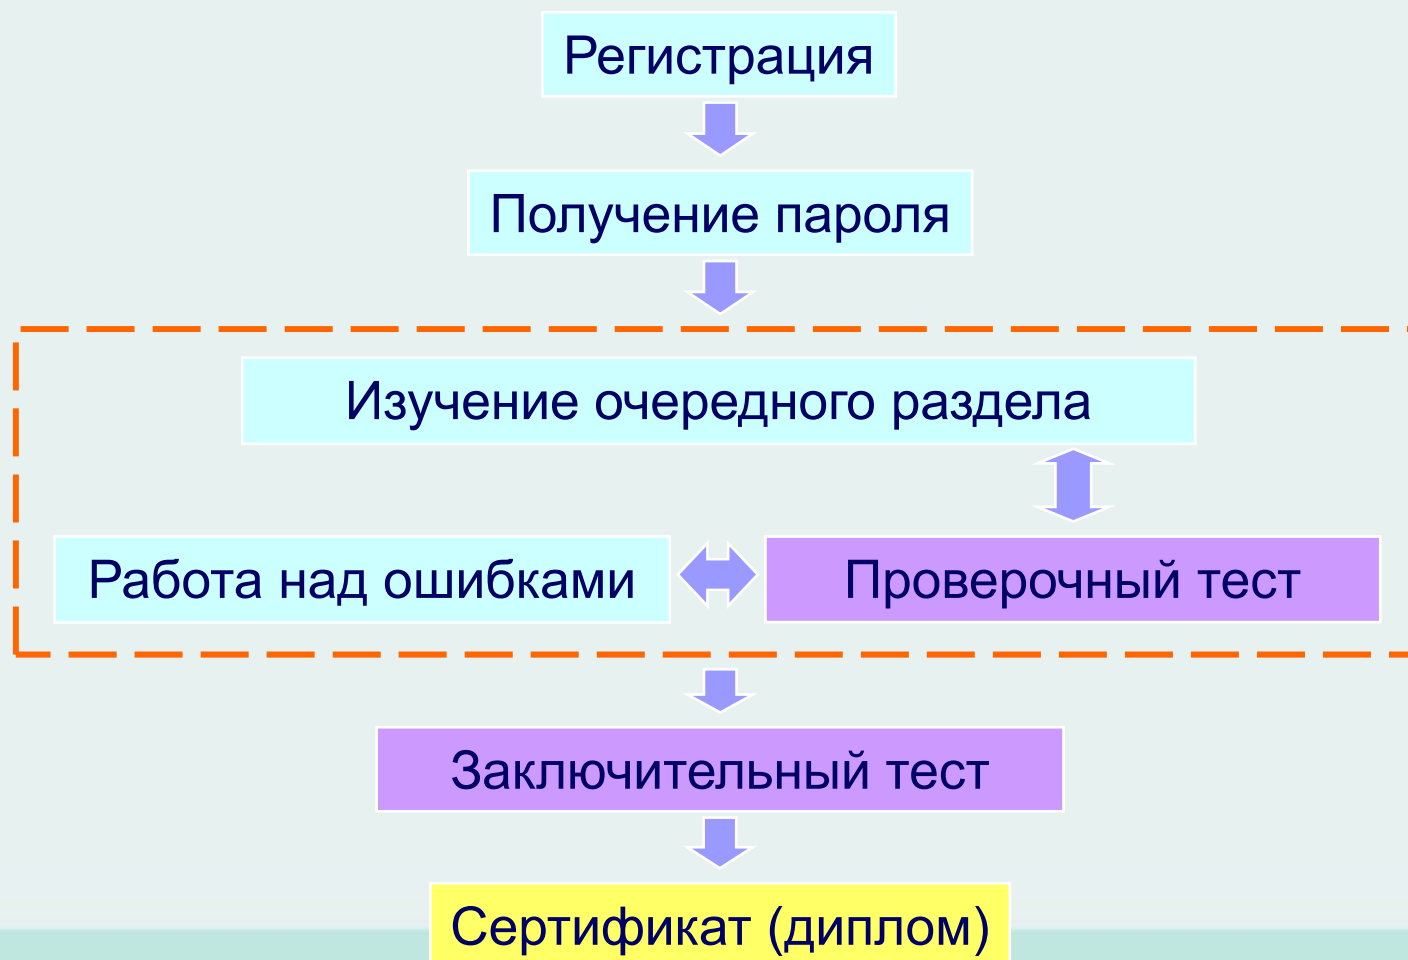 Регистрация
Получение пароля
Изучение очередного раздела
Работа над ошибками
Проверочный тест
Заключительный тест
Сертификат (диплом)